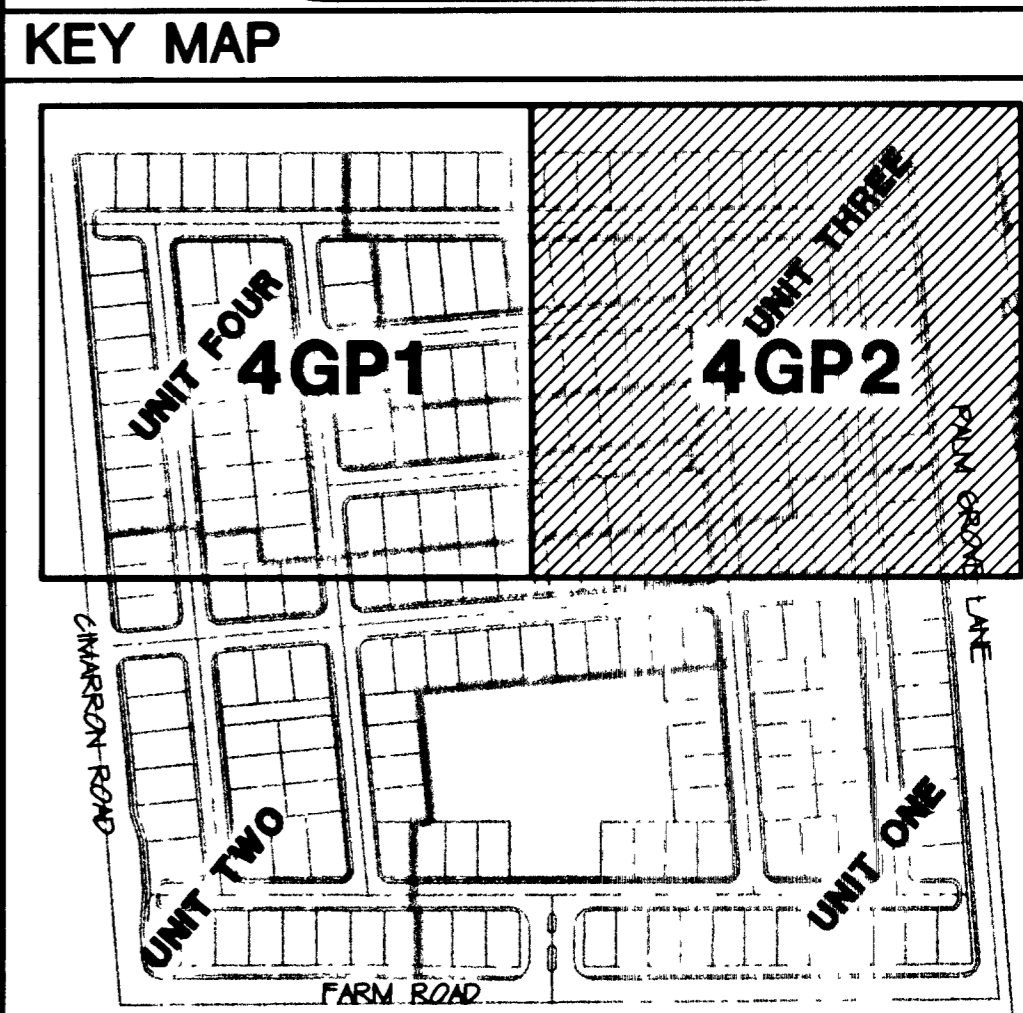 KEY MAP
UNIT FOUR
4GP1
UNIT THREE
4GP2
PALM GROVE LANE
CIMARRON ROAD
UNIT TWO
UNIT ONE
FARM ROAD